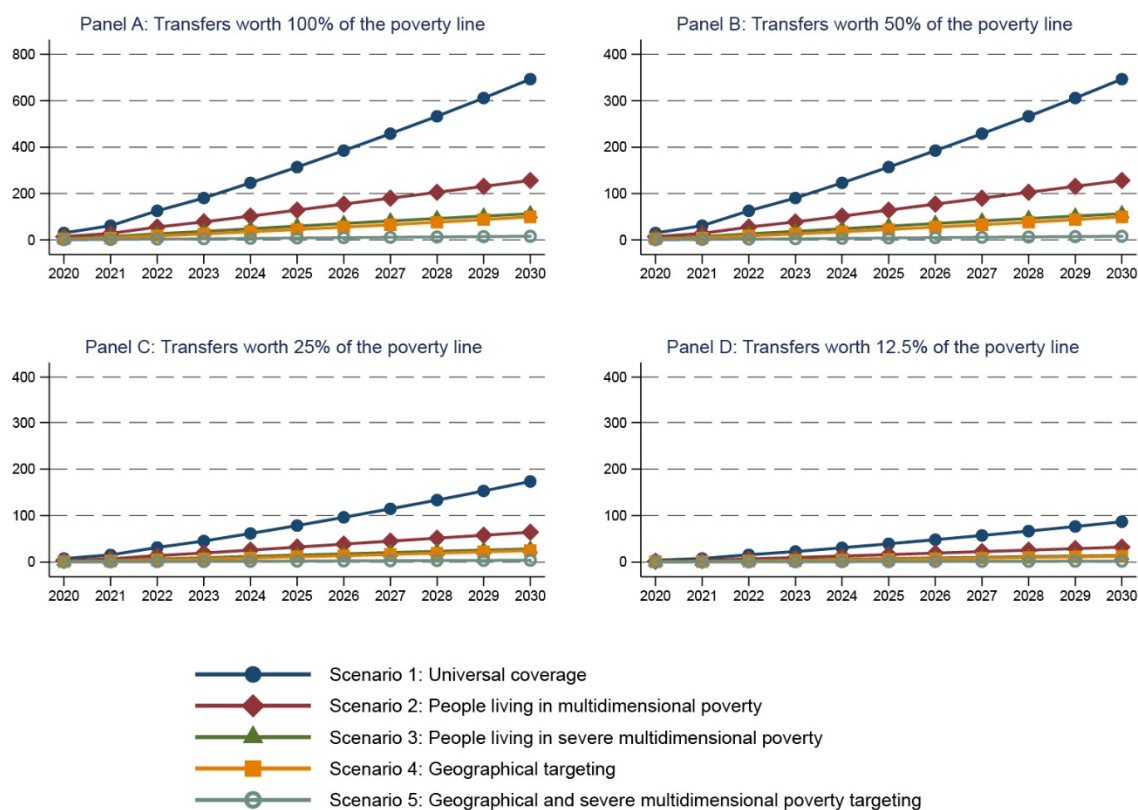 Panel A: Transfers worth 100% of the poverty line
800
600
400
200
0
2020 2021 2022 2023 2024 2025 2026 2027 2028 2029 2030
Panel B: Transfers worth 50% of the poverty line
400
300
200
100
0
2020 2021 2022 2023 2024 2025 2026 2027 2028 2029 2030
Panel C: Transfers worth 25% of the poverty line
400
300
200
100
0
2020 2021 2022 2023 2024 2025 2026 2027 2028 2029 2030
Panel D: Transfers worth 12.5% of the poverty line
400
300
200
100
0
2020 2021 2022 2023 2024 2025 2026 2027 2028 2029 2030
Scenario 1: Universal coverage
Scenario 2: People living in multidimensional poverty
Scenario 3: People living in severe multidimensional poverty
Scenario 4: Geographical targeting
Scenario 5: Geographical and severe multidimensional poverty targeting